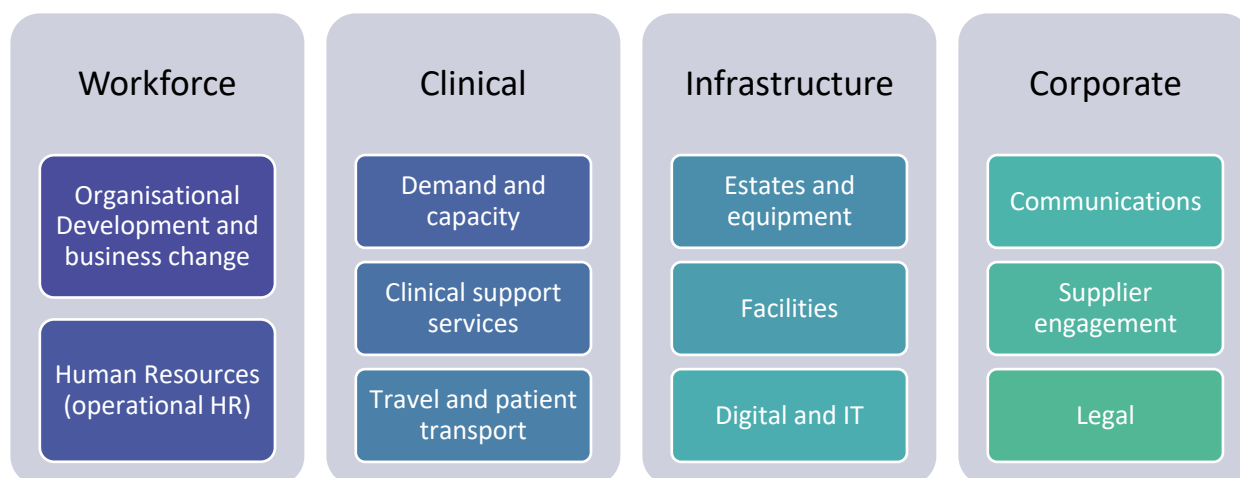 Workforce
Organisational
Development and
business change
Human Resources
(operational HR)
Clinical
Demand and
capacity
Clinical support
services
Travel and patient
transport
Infrastructure
Estates and
equipment
Facilities
Digital and IT
Corporate
Communications
Supplier
engagement
Legal